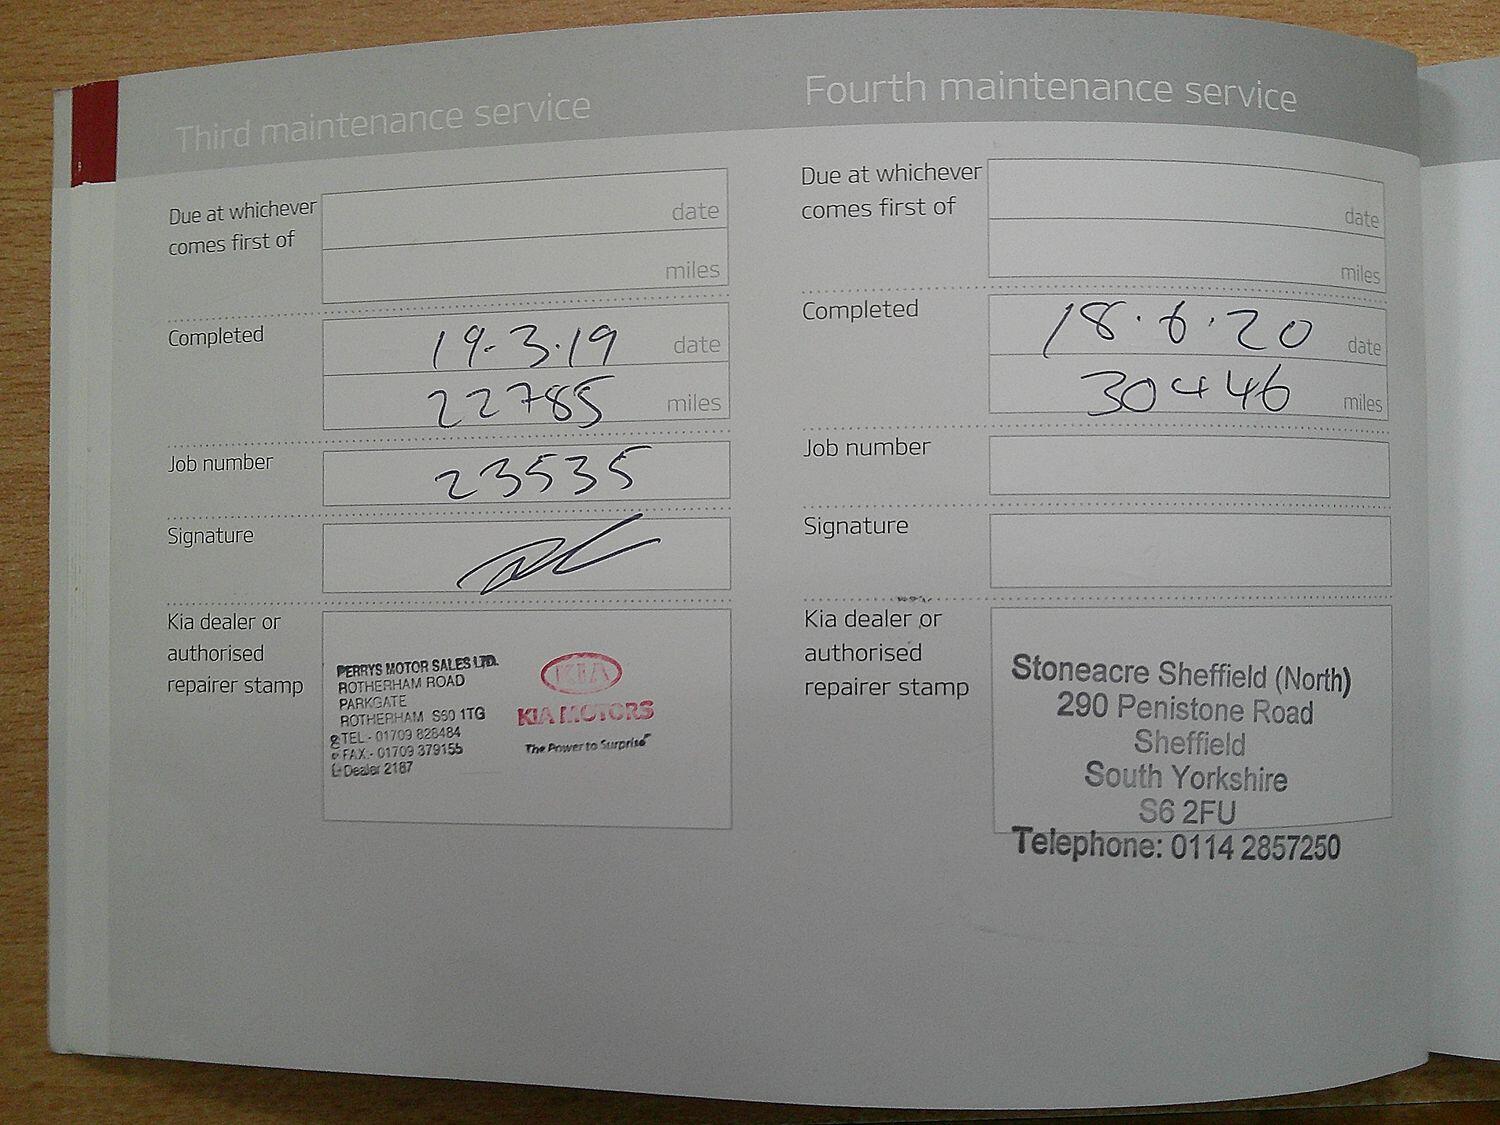 Third maintenance service
Due at whichever
comes first of
date
miles
Completed
19.3.19 date
22785 miles
Job number
23535
Signature
Kia dealer or
authorised
repairer stamp
PERRYS MOTOR SALES LTD.
ROTHERHAM ROAD
PARKGATE
ROTHERHAM S60 1TG
TEL - 01709 828484
FAX - 01709 379155
Dealer 2187
KIA
KIA MOTORS
The Power to Surprise™
Fourth maintenance service
Due at whichever
comes first of
date
miles
Completed
18.6.20 date
30446 miles
Job number
Signature
Kia dealer or
authorised
repairer stamp
Stoneacre Sheffield (North)
290 Penistone Road
Sheffield
South Yorkshire
S6 2FU
Telephone: 0114 2857250